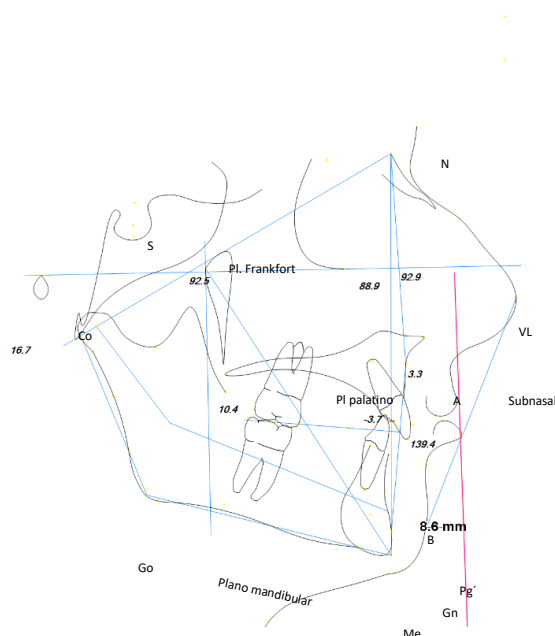 N
S
Pl. Frankfort
92.5
88.9
92.9
VL
Co
16.7
3.3
10.4
Pl palatino
A
Subnasal
-3.7
139.4
8.6 mm
B
Go
Plano mandibular
Pg´
Gn
Me